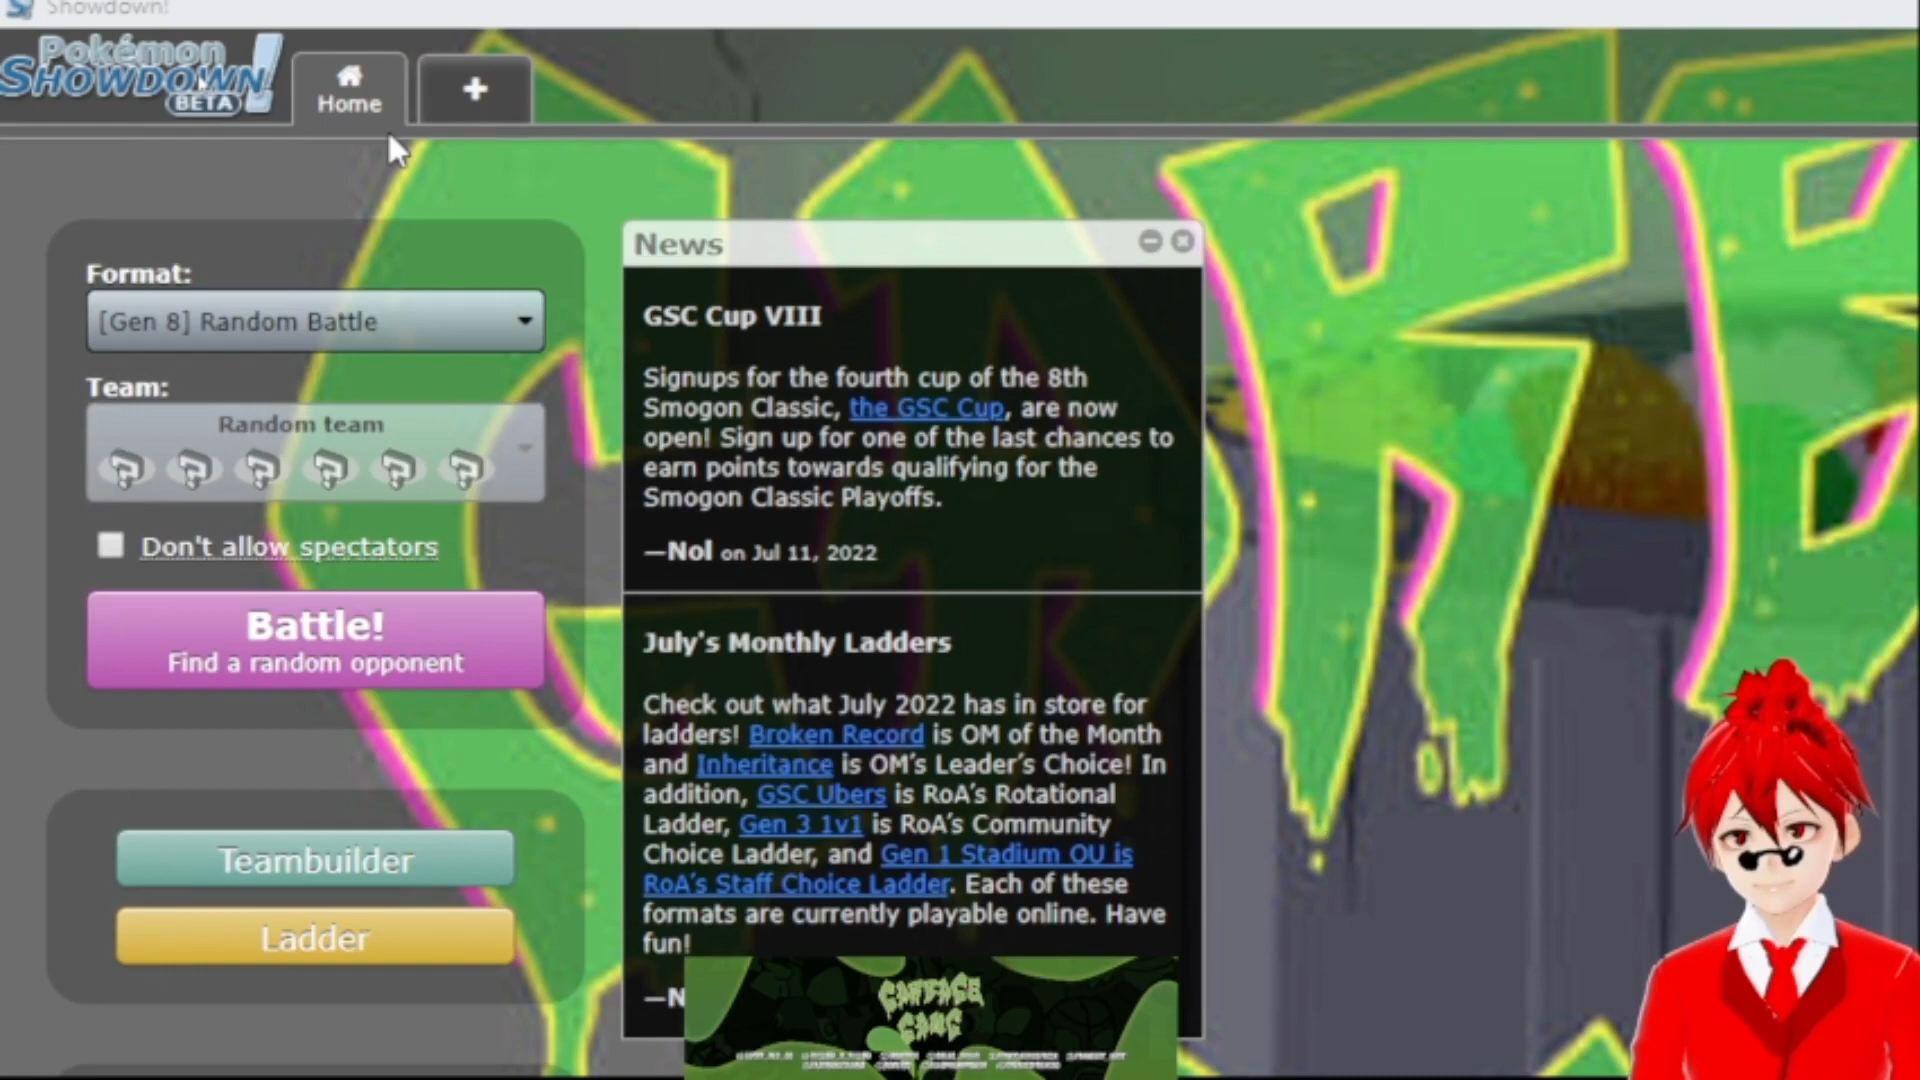 Showdown!
Pokémon
SHOWDOWN!
BETA
Home
Format:
[Gen 8] Random Battle
Team:
Random team
Don't allow spectators
Battle!
Find a random opponent
Teambuilder
Ladder
News
GSC Cup VIII
Signups for the fourth cup of the 8th
Smogon Classic, the GSC Cup, are now
open! Sign up for one of the last chances to
earn points towards qualifying for the
Smogon Classic Playoffs.
—Nol on Jul 11, 2022
July's Monthly Ladders
Check out what July 2022 has in store for
ladders! Broken Record is OM of the Month
and Inheritance is OM's Leader's Choice! In
addition, GSC Ubers is RoA's Rotational
Ladder, Gen 3 1v1 is RoA's Community
Choice Ladder, and Gen 1 Stadium OU is
RoA's Staff Choice Ladder. Each of these
formats are currently playable online. Have
fun!
—N
GARBAGE
GANG